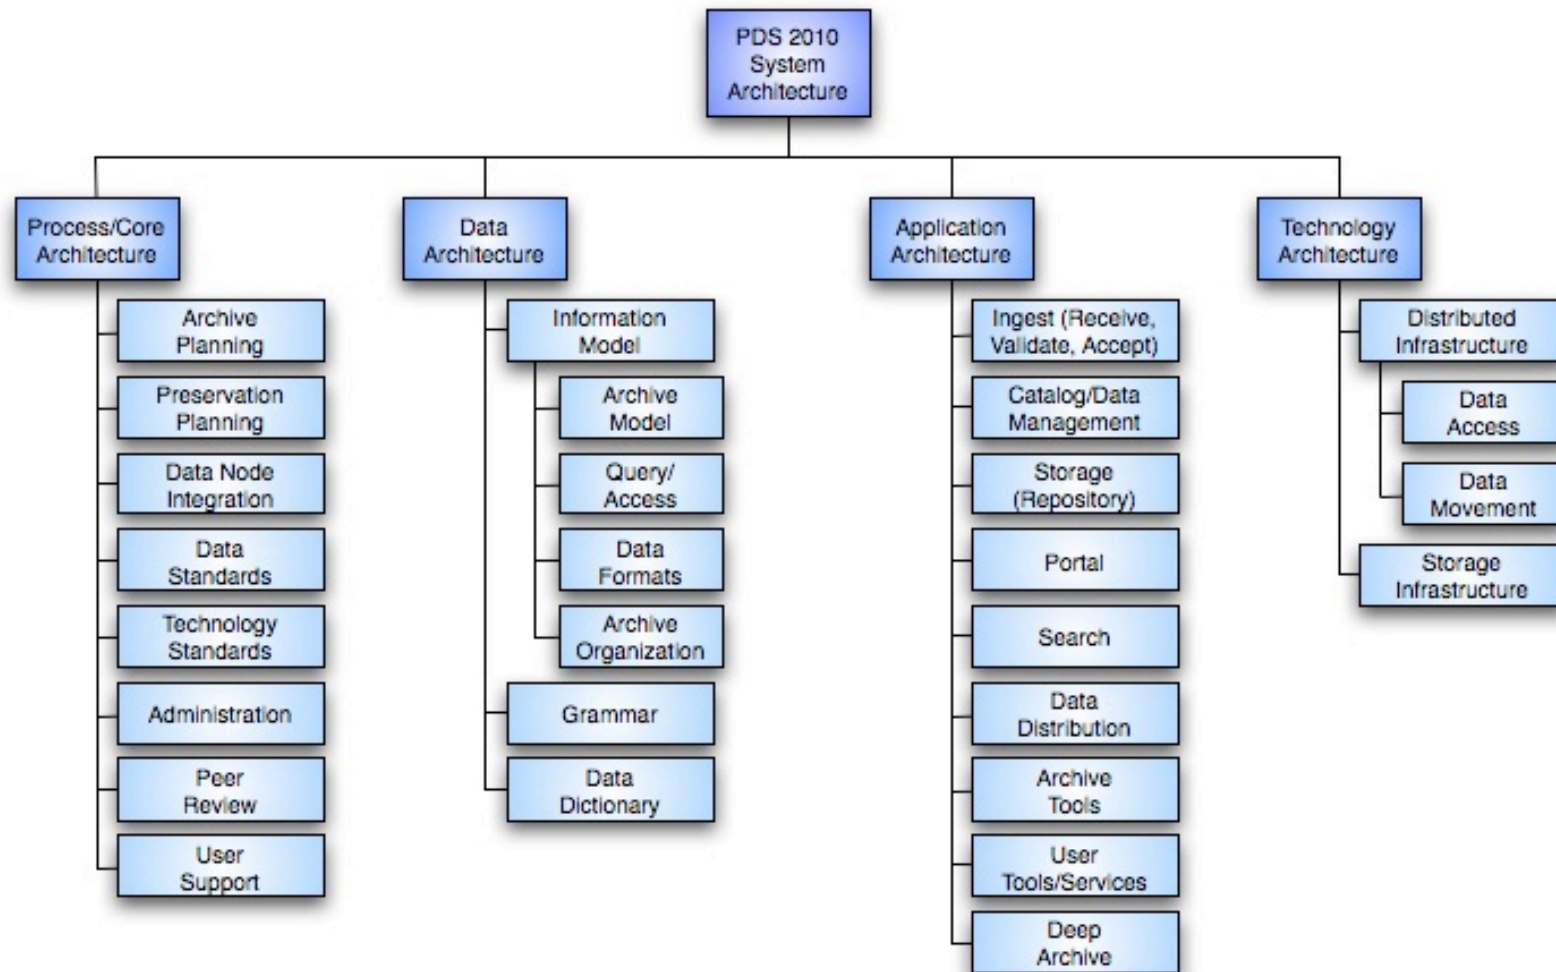 PDS 2010
System
Architecture
Process/Core
Architecture
Archive
Planning
Preservation
Planning
Data Node
Integration
Data
Standards
Technology
Standards
Administration
Peer
Review
User
Support
Data
Architecture
Information
Model
Archive
Model
Query/
Access
Data
Formats
Archive
Organization
Grammar
Data
Dictionary
Application
Architecture
Ingest (Receive,
Validate, Accept)
Catalog/Data
Management
Storage
(Repository)
Portal
Search
Data
Distribution
Archive
Tools
User
Tools/Services
Deep
Archive
Technology
Architecture
Distributed
Infrastructure
Data
Access
Data
Movement
Storage
Infrastructure